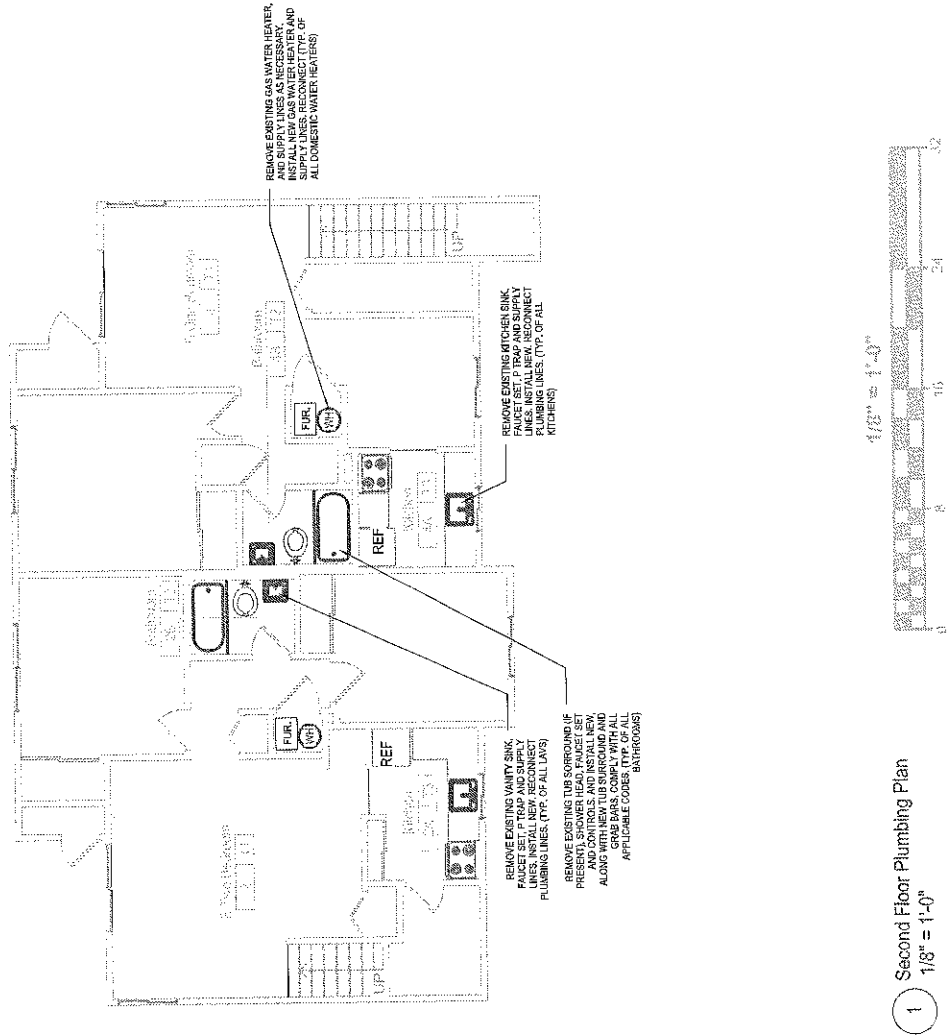 REMOVE EXISTING GAS WATER HEATER,
AND SUPPLY LINES AS NECESSARY.
INSTALL NEW GAS WATER HEATER AND
SUPPLY LINES. RECONNECT (TYP. OF
ALL DOMESTIC WATER HEATERS)
UP
FUR.
WH
REF
REMOVE EXISTING KITCHEN SINK,
FAUCET SET, P TRAP AND SUPPLY
LINES. INSTALL NEW. RECONNECT
PLUMBING LINES. (TYP. OF ALL
KITCHENS)
FUR.
WH
REF
UP
REMOVE EXISTING VANITY SINK,
FAUCET SET, P TRAP AND SUPPLY
LINES. INSTALL NEW. RECONNECT
PLUMBING LINES. (TYP. OF ALL LAVS)
REMOVE EXISTING TUB SORROUND (IF
PRESENT), SHOWER HEAD, FAUCET SET
AND CONTROLS. AND INSTALL NEW,
ALONG WITH NEW TUB SURROUND AND
GRAB BARS. COMPLY WITH ALL
APPLICABLE CODES. (TYP. OF ALL
BATHROOMS)
1/8" = 1'-0"
0 8 16 24 32
1 Second Floor Plumbing Plan
1/8" = 1'-0"